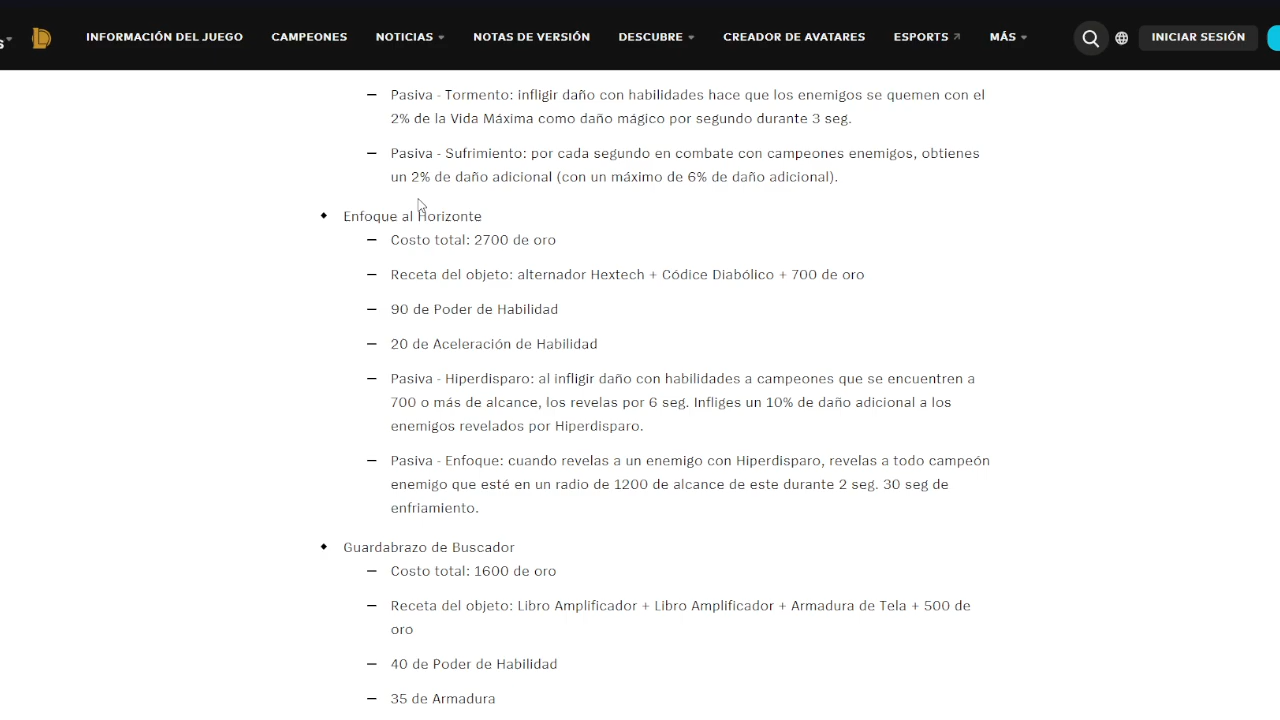 S
INFORMACIÓN DEL JUEGO CAMPEONES NOTICIAS NOTAS DE VERSIÓN DESCUBRE CREADOR DE AVATARES ESPORTS MÁS INICIAR SESIÓN
– Pasiva - Tormento: infligir daño con habilidades hace que los enemigos se quemen con el
2% de la Vida Máxima como daño mágico por segundo durante 3 seg.
– Pasiva - Sufrimiento: por cada segundo en combate con campeones enemigos, obtienes
un 2% de daño adicional (con un máximo de 6% de daño adicional).
Enfoque al Horizonte
– Costo total: 2700 de oro
– Receta del objeto: alternador Hextech + Códice Diabólico + 700 de oro
– 90 de Poder de Habilidad
– 20 de Aceleración de Habilidad
– Pasiva - Hiperdisparo: al infligir daño con habilidades a campeones que se encuentren a
700 o más de alcance, los revelas por 6 seg. Infliges un 10% de daño adicional a los
enemigos revelados por Hiperdisparo.
– Pasiva - Enfoque: cuando revelas a un enemigo con Hiperdisparo, revelas a todo campeón
enemigo que esté en un radio de 1200 de alcance de este durante 2 seg. 30 seg de
enfriamiento.
Guardabrazo de Buscador
– Costo total: 1600 de oro
– Receta del objeto: Libro Amplificador + Libro Amplificador + Armadura de Tela + 500 de
oro
– 40 de Poder de Habilidad
– 35 de Armadura